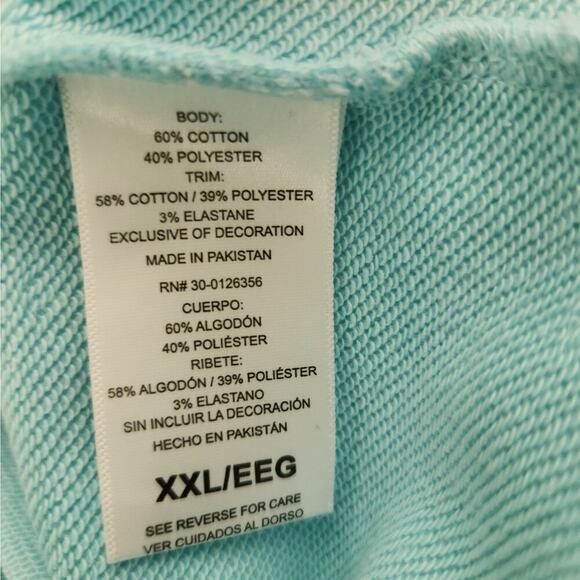 BODY:
60% COTTON
40% POLYESTER
TRIM:
58% COTTON / 39% POLYESTER
3% ELASTANE
EXCLUSIVE OF DECORATION
MADE IN PAKISTAN
RN# 30-0126356
CUERPO:
60% ALGODÓN
40% POLIÉSTER
RIBETE:
58% ALGODÓN / 39% POLIÉSTER
3% ELASTANO
SIN INCLUIR LA DECORACIÓN
HECHO EN PAKISTÁN
XXL/EEG
SEE REVERSE FOR CARE
VER CUIDADOS AL DORSO